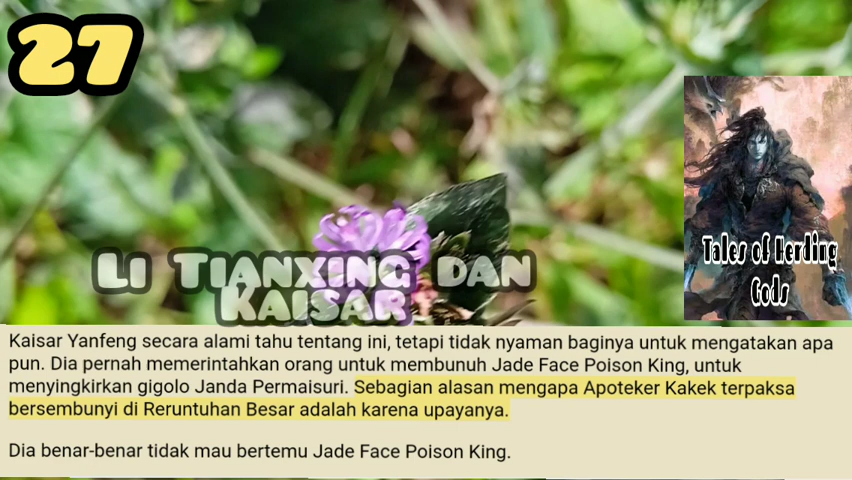 27
Tales of Herding
Gods
Li Tianxing dan
Kaisar
Kaisar Yanfeng secara alami tahu tentang ini, tetapi tidak nyaman baginya untuk mengatakan apa
pun. Dia pernah memerintahkan orang untuk membunuh Jade Face Poison King, untuk
menyingkirkan gigolo Janda Permaisuri. Sebagian alasan mengapa Apoteker Kakek terpaksa
bersembunyi di Reruntuhan Besar adalah karena upayanya.
Dia benar-benar tidak mau bertemu Jade Face Poison King.